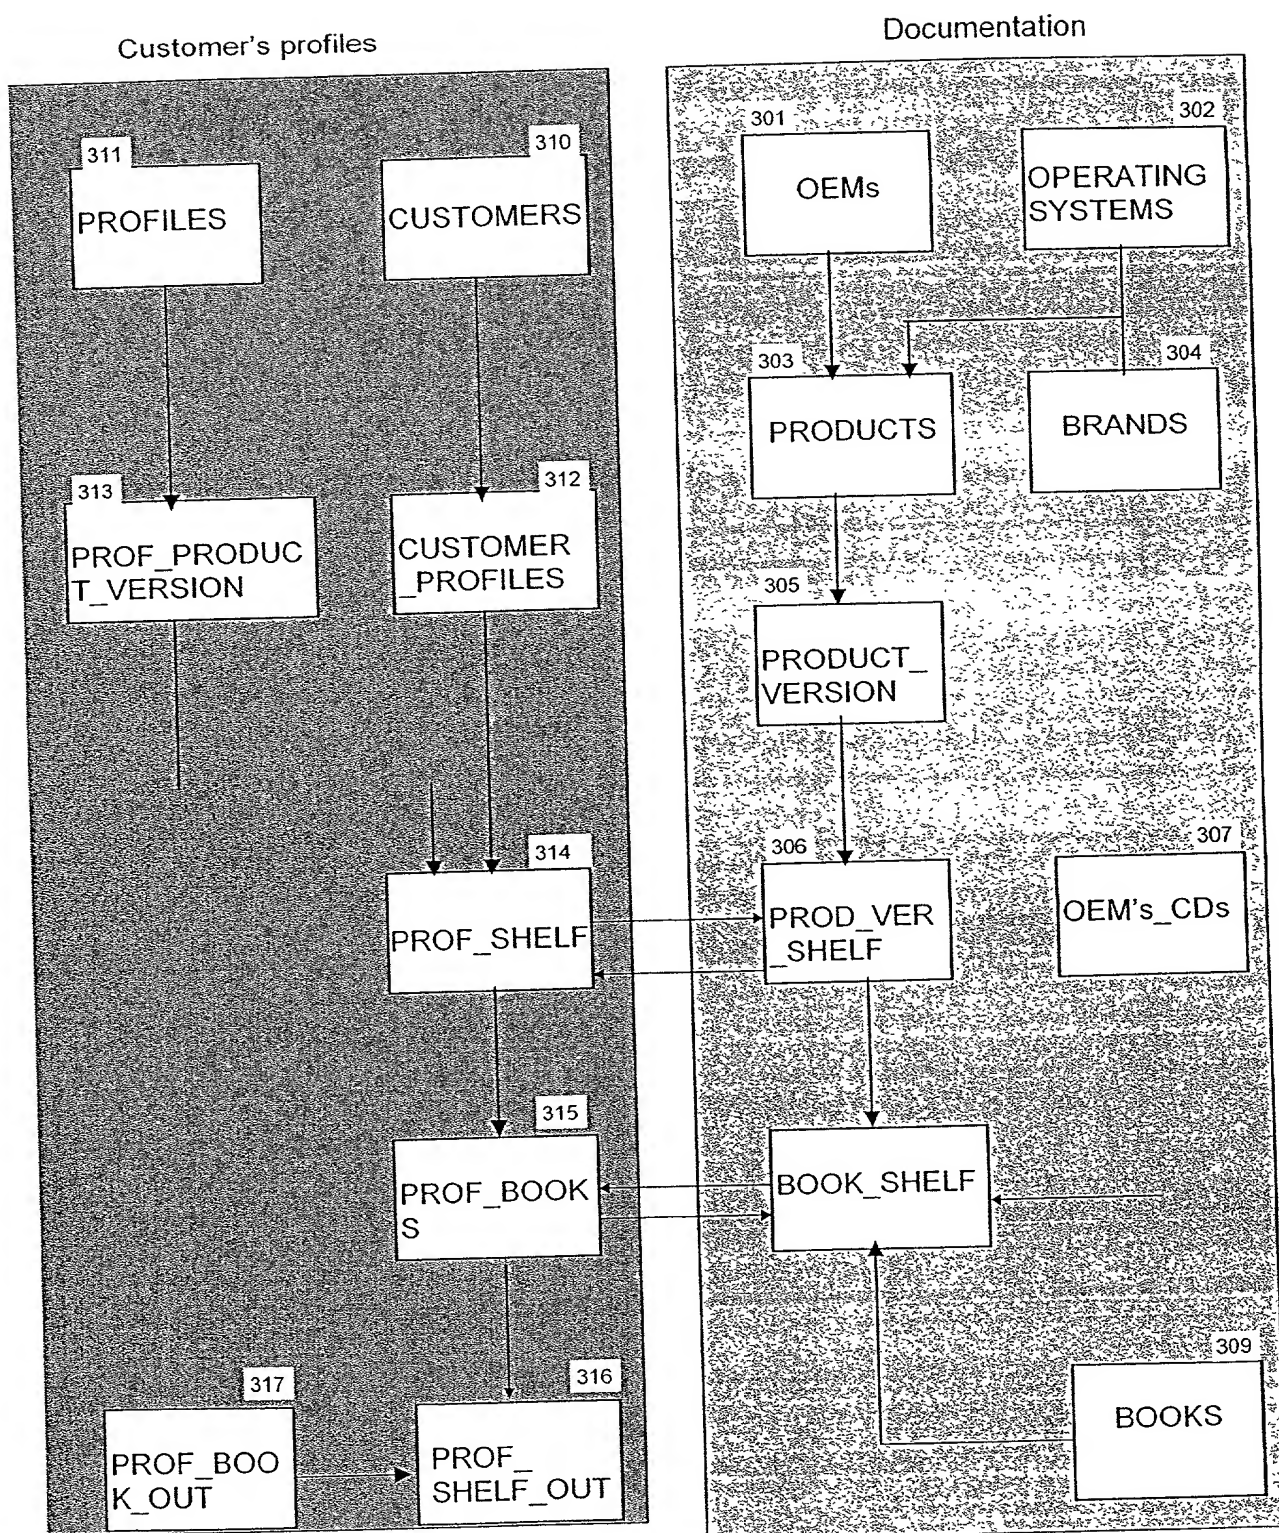 Customer's profiles
Documentation
311
PROFILES
310
CUSTOMERS
313
PROF_PRODUC
T_VERSION
312
CUSTOMER
_PROFILES
314
PROF_SHELF
315
PROF_BOOK
S
317
PROF_BOO
K_OUT
316
PROF_
SHELF_OUT
301
OEMs
302
OPERATING
SYSTEMS
303
PRODUCTS
304
BRANDS
305
PRODUCT_
VERSION
306
PROD_VER
_SHELF
307
OEM's_CDs
BOOK_SHELF
309
BOOKS